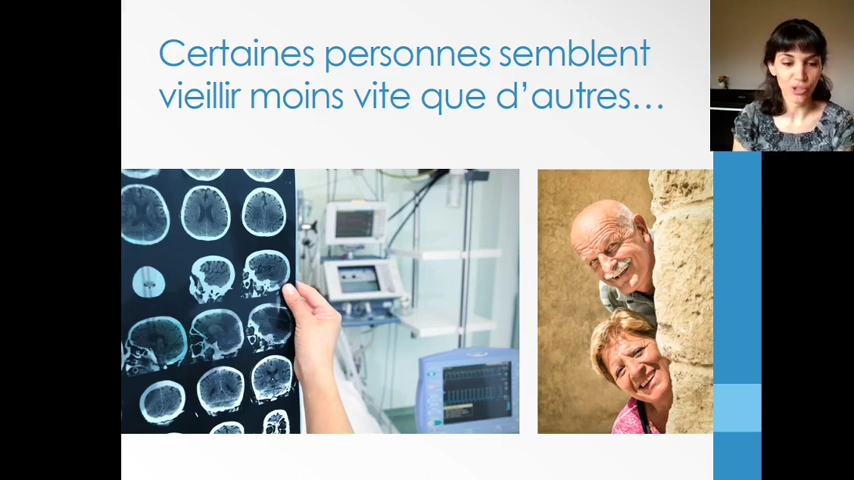 Certaines personnes semblent
vieillir moins vite que d'autres…